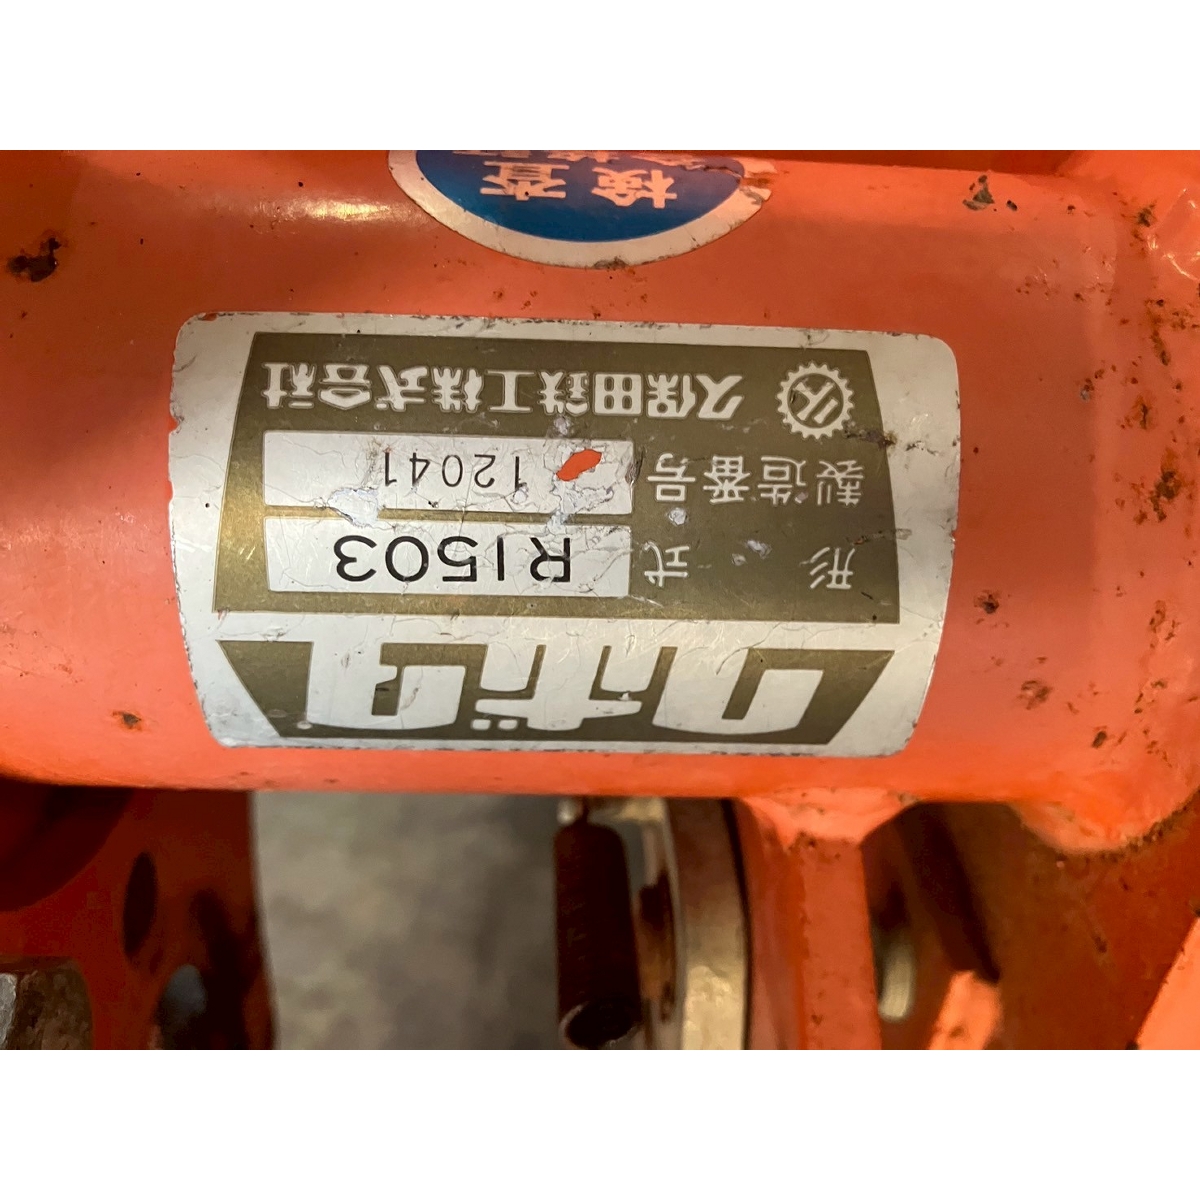 クボタ
形式 R1503
製造番号 12041
久保田鉄工株式会社
検査